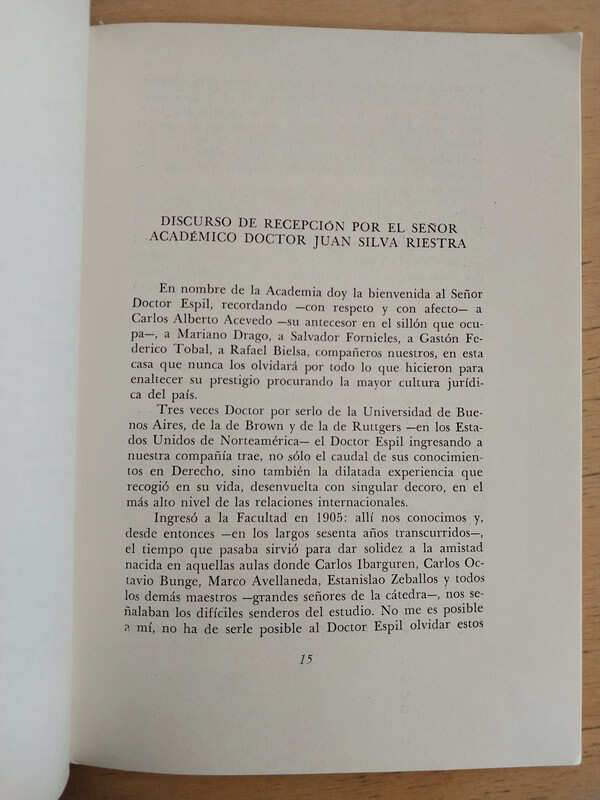 DISCURSO DE RECEPCIÓN POR EL SEÑOR
ACADÉMICO DOCTOR JUAN SILVA RIESTRA
En nombre de la Academia doy la bienvenida al Señor
Doctor Espil, recordando —con respeto y con afecto— a
Carlos Alberto Acevedo —su antecesor en el sillón que ocu-
pa—, a Mariano Drago, a Salvador Fornieles, a Gastón Fe-
derico Tobal, a Rafael Bielsa, compañeros nuestros, en esta
casa que nunca los olvidará por todo lo que hicieron para
enaltecer su prestigio procurando la mayor cultura jurídi-
ca del país.
Tres veces Doctor por serlo de la Universidad de Bue-
nos Aires, de la de Brown y de la de Ruttgers —en los Esta-
dos Unidos de Norteamérica— el Doctor Espil ingresando a
nuestra compañía trae, no sólo el caudal de sus conocimien-
tos en Derecho, sino también la dilatada experiencia que
recogió en su vida, desenvuelta con singular decoro, en el
más alto nivel de las relaciones internacionales.
Ingresó a la Facultad en 1905: allí nos conocimos y,
desde entonces —en los largos sesenta años transcurridos—,
el tiempo que pasaba sirvió para dar solidez a la amistad
nacida en aquellas aulas donde Carlos Ibarguren, Carlos Oc-
tavio Bunge, Marco Avellaneda, Estanislao Zeballos y todos
los demás maestros —grandes señores de la cátedra—, nos se-
ñalaban los difíciles senderos del estudio. No me es posible
a mí, no ha de serle posible al Doctor Espil olvidar estos
15